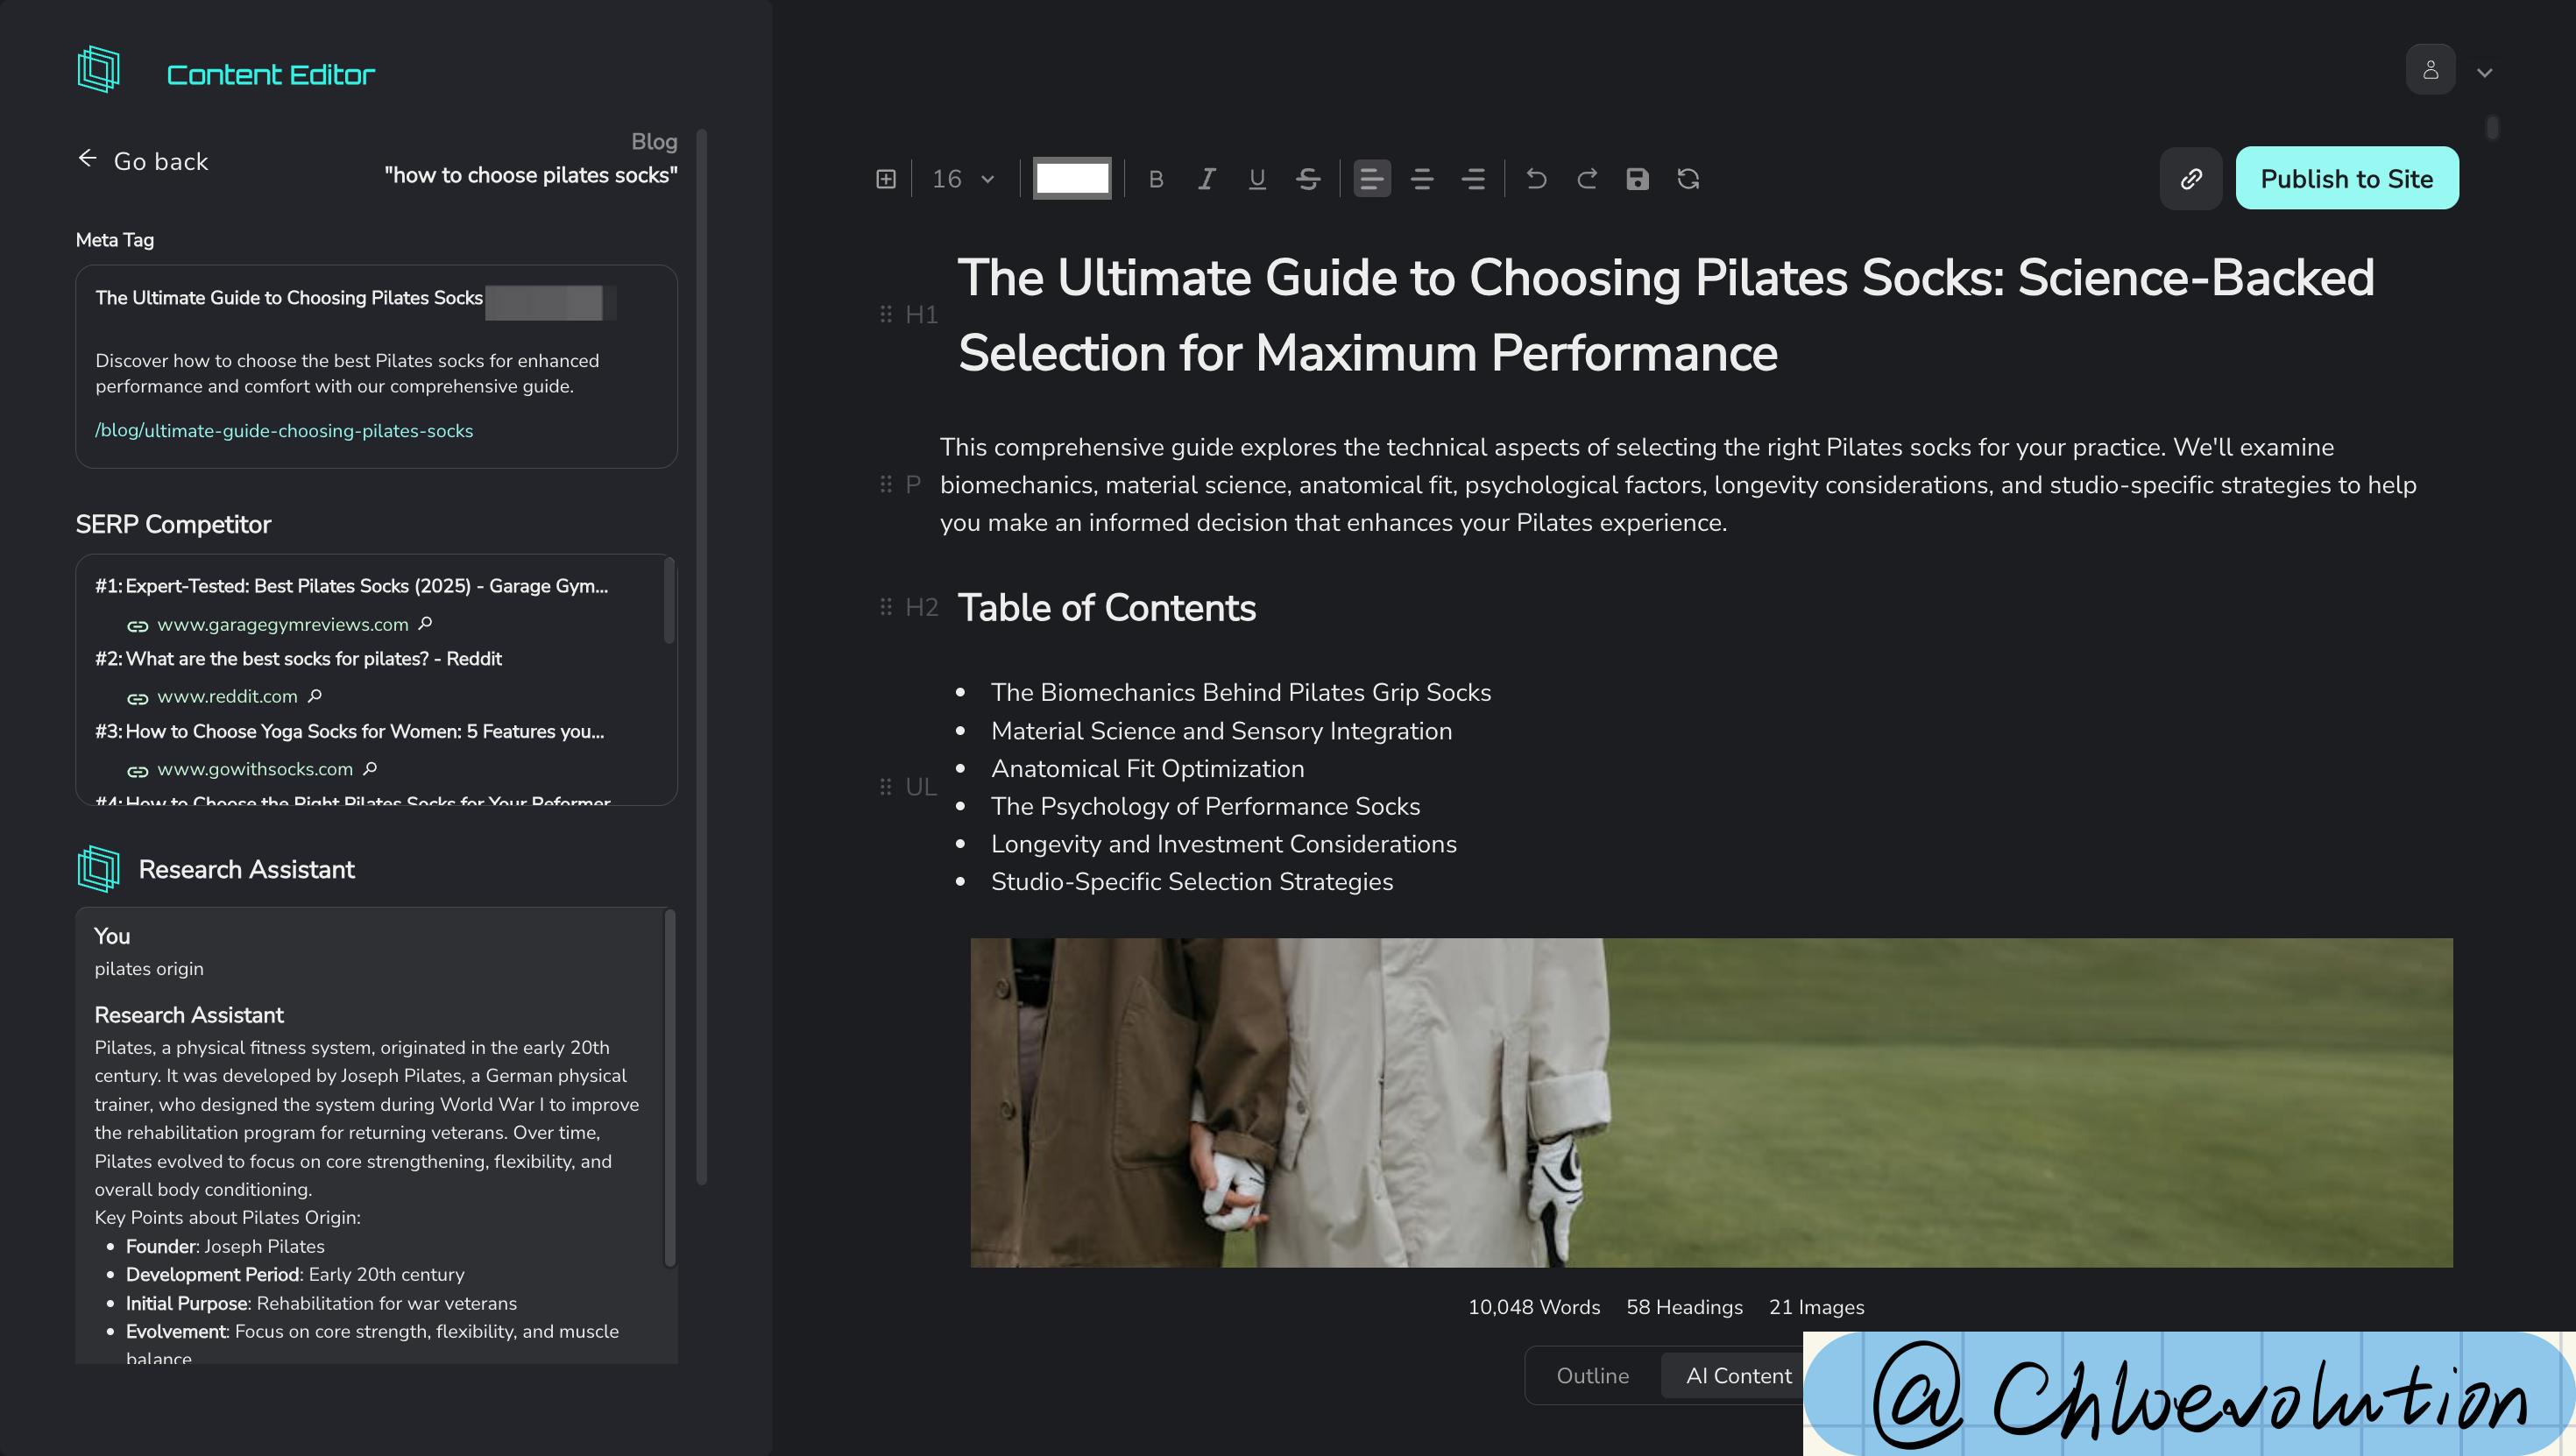 Content Editor
Go back
Blog
"how to choose pilates socks"
Meta Tag
The Ultimate Guide to Choosing Pilates Socks
Discover how to choose the best Pilates socks for enhanced
performance and comfort with our comprehensive guide.
/blog/ultimate-guide-choosing-pilates-socks
SERP Competitor
#1: Expert-Tested: Best Pilates Socks (2025) - Garage Gym...
www.garagegymreviews.com
#2: What are the best socks for pilates? - Reddit
www.reddit.com
#3: How to Choose Yoga Socks for Women: 5 Features you...
www.gowithsocks.com
#4: How to Choose the Right Pilates Socks for Your Reformer
Research Assistant
You
pilates origin
Research Assistant
Pilates, a physical fitness system, originated in the early 20th
century. It was developed by Joseph Pilates, a German physical
trainer, who designed the system during World War I to improve
the rehabilitation program for returning veterans. Over time,
Pilates evolved to focus on core strengthening, flexibility, and
overall body conditioning.
Key Points about Pilates Origin:
• Founder: Joseph Pilates
• Development Period: Early 20th century
• Initial Purpose: Rehabilitation for war veterans
• Evolvement: Focus on core strength, flexibility, and muscle
balance
16
B I U S
Publish to Site
H1
The Ultimate Guide to Choosing Pilates Socks: Science-Backed
Selection for Maximum Performance
P
This comprehensive guide explores the technical aspects of selecting the right Pilates socks for your practice. We'll examine
biomechanics, material science, anatomical fit, psychological factors, longevity considerations, and studio-specific strategies to help
you make an informed decision that enhances your Pilates experience.
H2
Table of Contents
UL
• The Biomechanics Behind Pilates Grip Socks
• Material Science and Sensory Integration
• Anatomical Fit Optimization
• The Psychology of Performance Socks
• Longevity and Investment Considerations
• Studio-Specific Selection Strategies
10,048 Words 58 Headings 21 Images
Outline AI Content
@Chloevolution